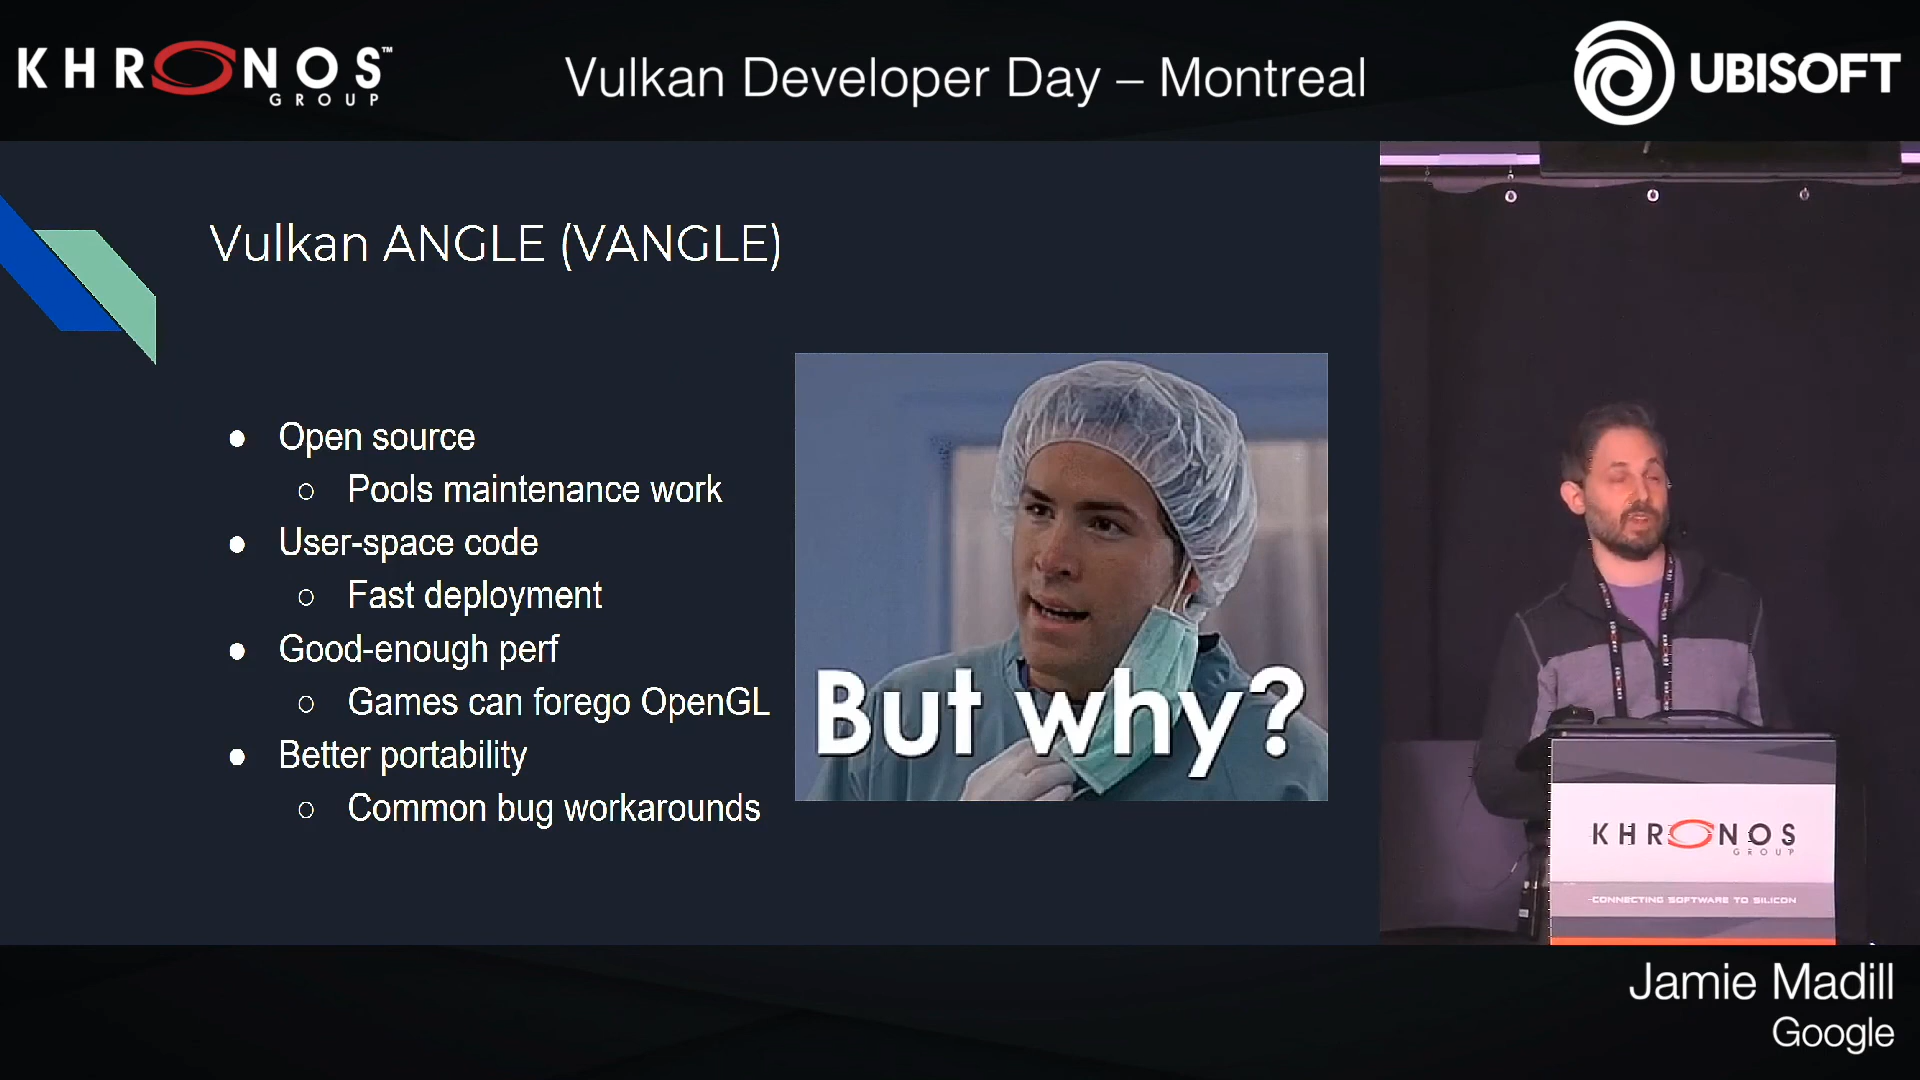 KHRONOS™
GROUP
Vulkan Developer Day – Montreal
UBISOFT
Vulkan ANGLE (VANGLE)
● Open source
○ Pools maintenance work
● User-space code
○ Fast deployment
● Good-enough perf
○ Games can forego OpenGL
● Better portability
○ Common bug workarounds
But why?
KHRONOS
GROUP
CONNECTING SOFTWARE TO SILICON
Jamie Madill
Google